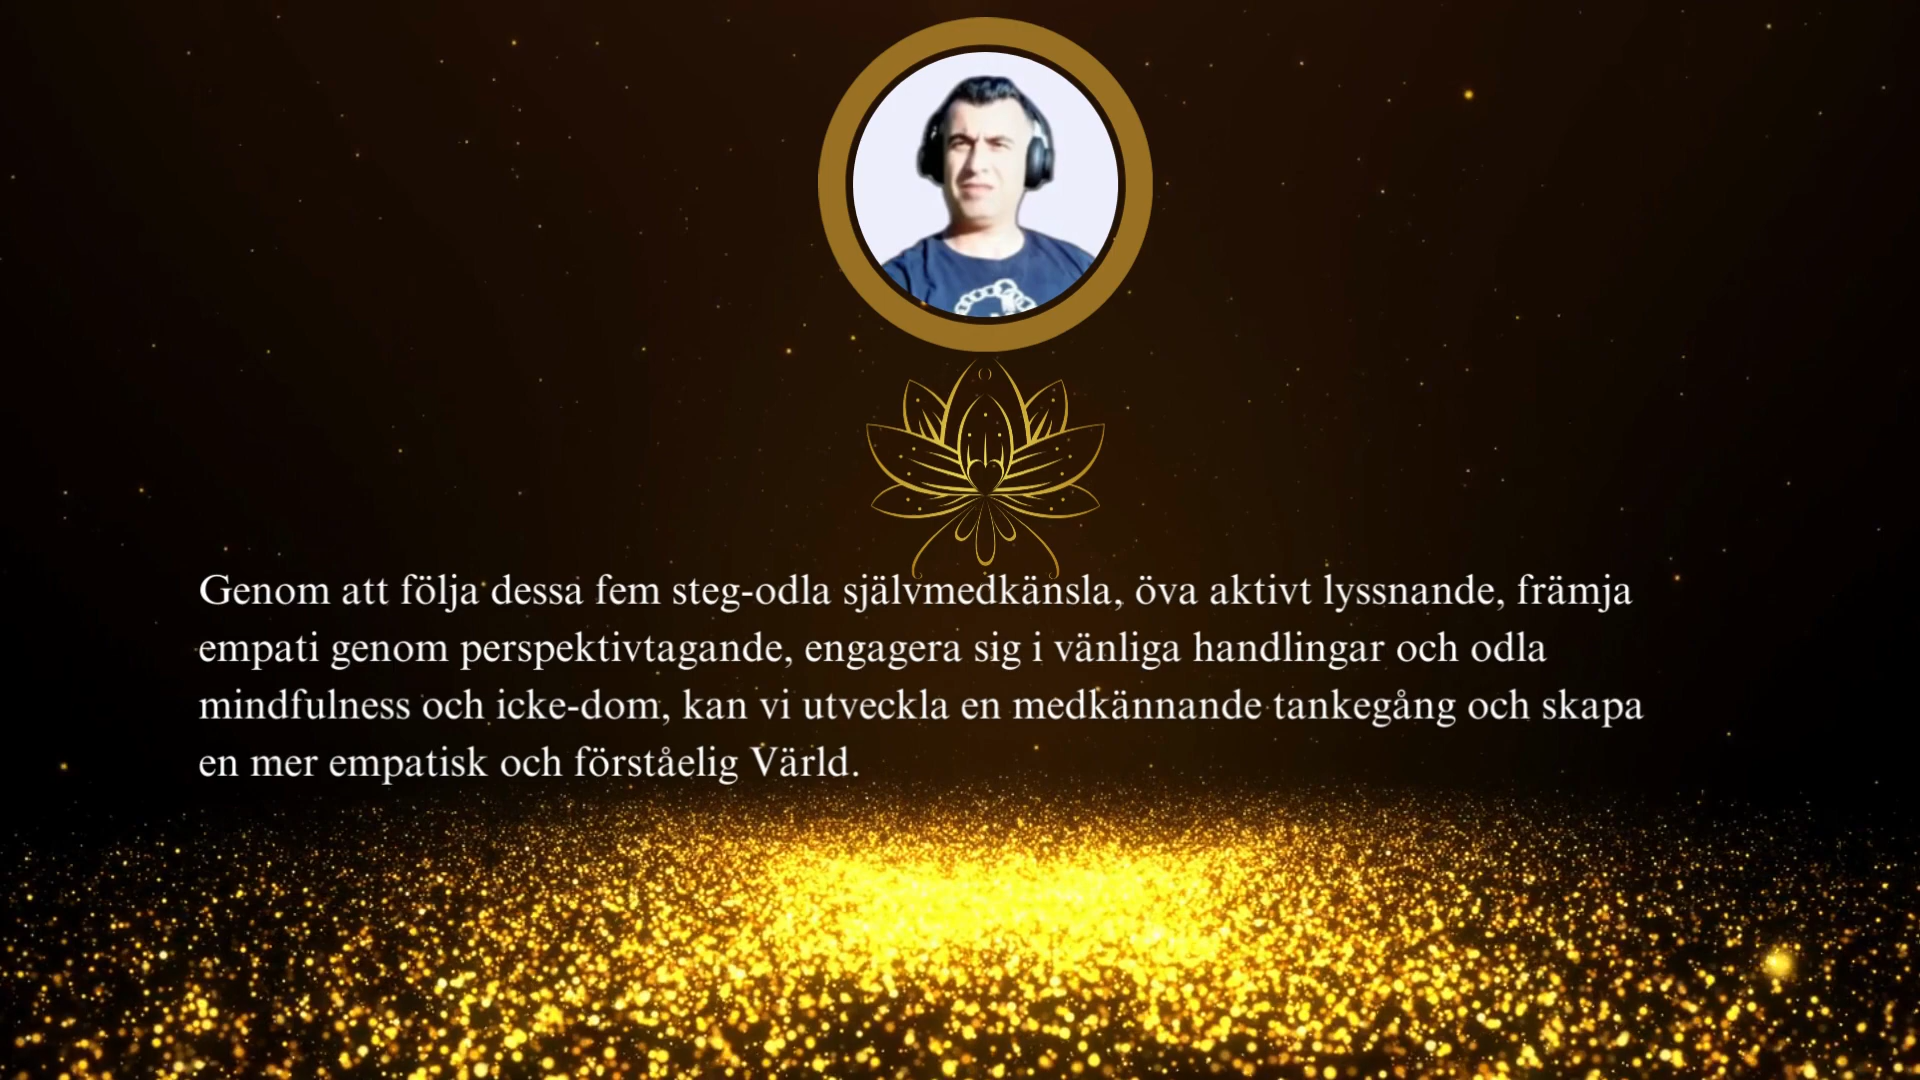 Genom att följa dessa fem steg-odla självmedkänsla, öva aktivt lyssnande, främja
empati genom perspektivtagande, engagera sig i vänliga handlingar och odla
mindfulness och icke-dom, kan vi utveckla en medkännande tankegång och skapa
en mer empatisk och förståelig Värld.